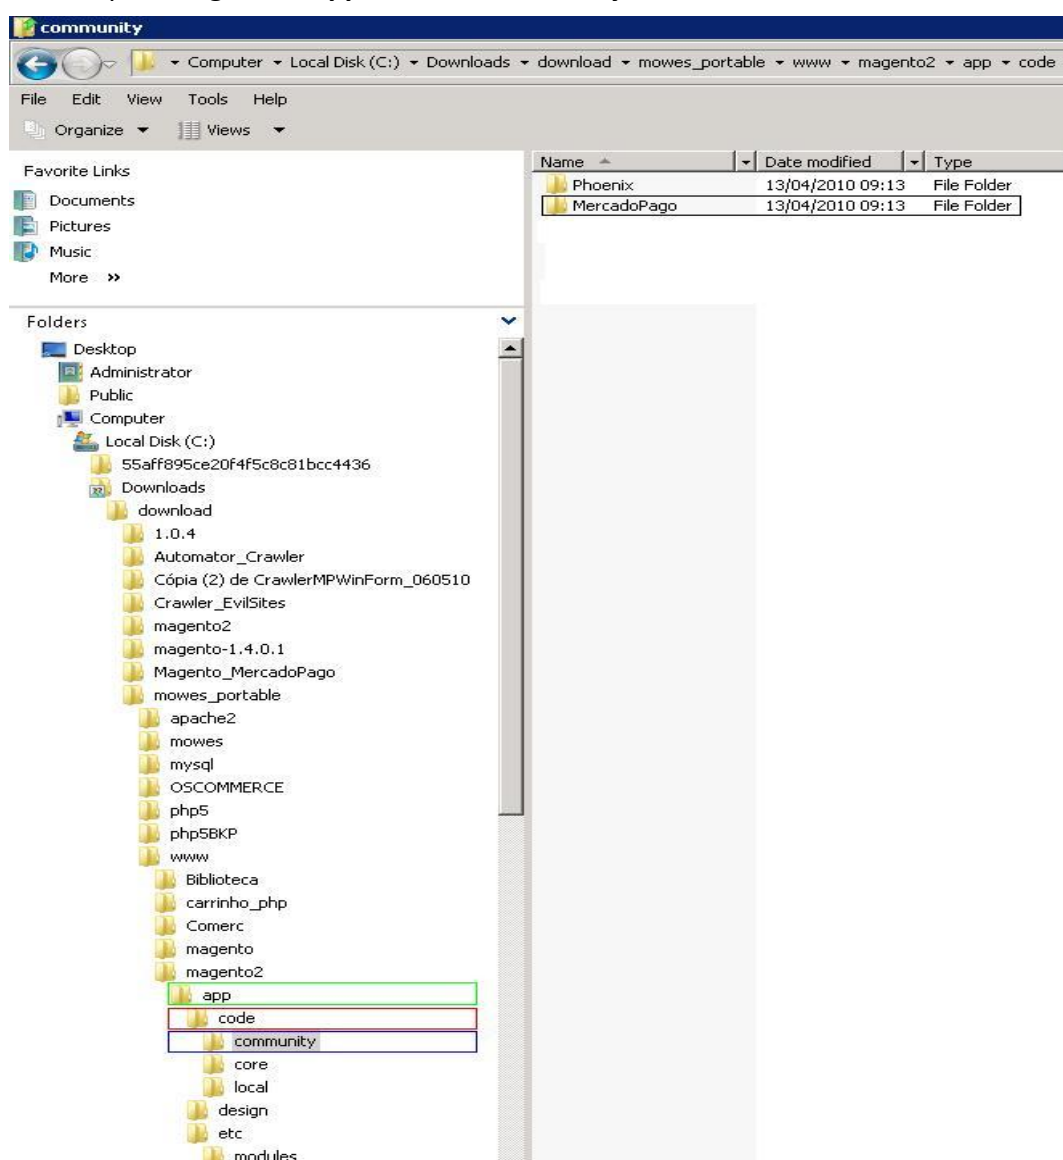 community
Computer Local Disk (C:) Downloads download mowes_portable www magento2 app code
File Edit View Tools Help
Organize Views
Favorite Links
Documents
Pictures
Music
More »
Name Date modified Type
Phoenix 13/04/2010 09:13 File Folder
MercadoPago 13/04/2010 09:13 File Folder
Folders
Desktop
Administrator
Public
Computer
Local Disk (C:)
55aff895ce20f4f5c8c81bcc4436
Downloads
download
1.0.4
Automator_Crawler
Cópia (2) de CrawlerMPWinForm_060510
Crawler_EvilSites
magento2
magento-1.4.0.1
Magento_MercadoPago
mowes_portable
apache2
mowes
mysql
OSCOMMERCE
php5
php5BKP
www
Biblioteca
carrinho_php
Comerc
magento
magento2
app
code
community
core
local
design
etc
modules